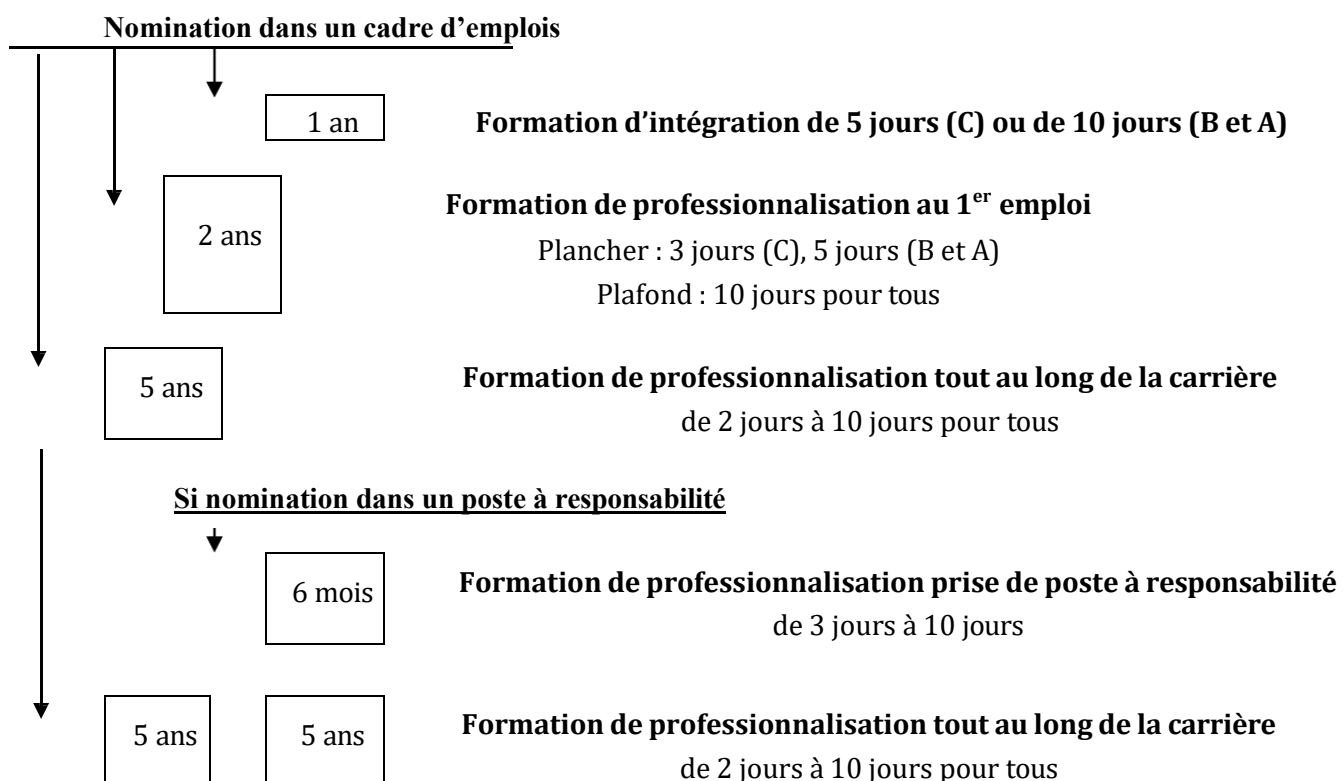 Nomination dans un cadre d’emplois
1 an
Formation d’intégration de 5 jours (C) ou de 10 jours (B et A)
Formation de professionnalisation au 1er emploi
2 ans
Plancher : 3 jours (C), 5 jours (B et A)
Plafond : 10 jours pour tous
5 ans
Formation de professionnalisation tout au long de la carrière
de 2 jours à 10 jours pour tous
Si nomination dans un poste à responsabilité
6 mois
Formation de professionnalisation prise de poste à responsabilité
de 3 jours à 10 jours
5 ans
5 ans
Formation de professionnalisation tout au long de la carrière
de 2 jours à 10 jours pour tous